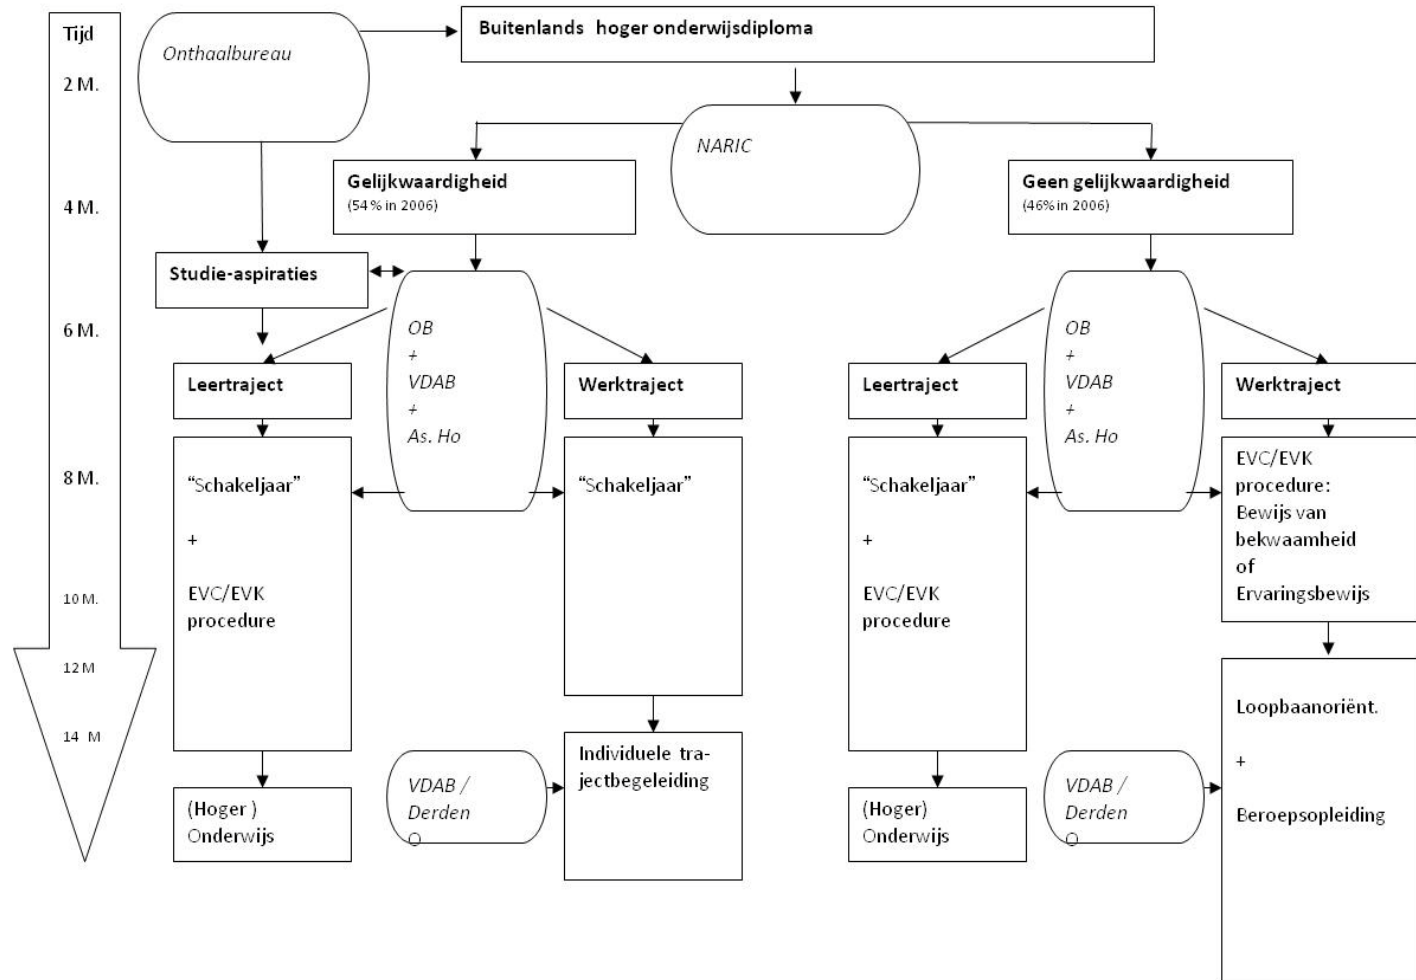 Tijd
2 M.
4 M.
6 M.
8 M.
10 M.
12 M
14 M
Onthaalbureau
Buitenlands hoger onderwijsdiploma
NARIC
Gelijkwaardigheid
(54% in 2006)
Geen gelijkwaardigheid
(46% in 2006)
Studie-aspiraties
OB
+
VDAB
+
As. Ho
Leertraject
Werktraject
"Schakeljaar"
+
EVC/EVK
procedure
"Schakeljaar"
(Hoger )
Onderwijs
VDAB /
Derden
O
Individuele tra-
jectbegeleiding
OB
+
VDAB
+
As. Ho
Leertraject
Werktraject
"Schakeljaar"
+
EVC/EVK
procedure
EVC/EVK
procedure:
Bewijs van
bekwaamheid
of
Ervaringsbewijs
(Hoger)
Onderwijs
VDAB /
Derden
O
Loopbaanoriënt.
+
Beroepsopleiding